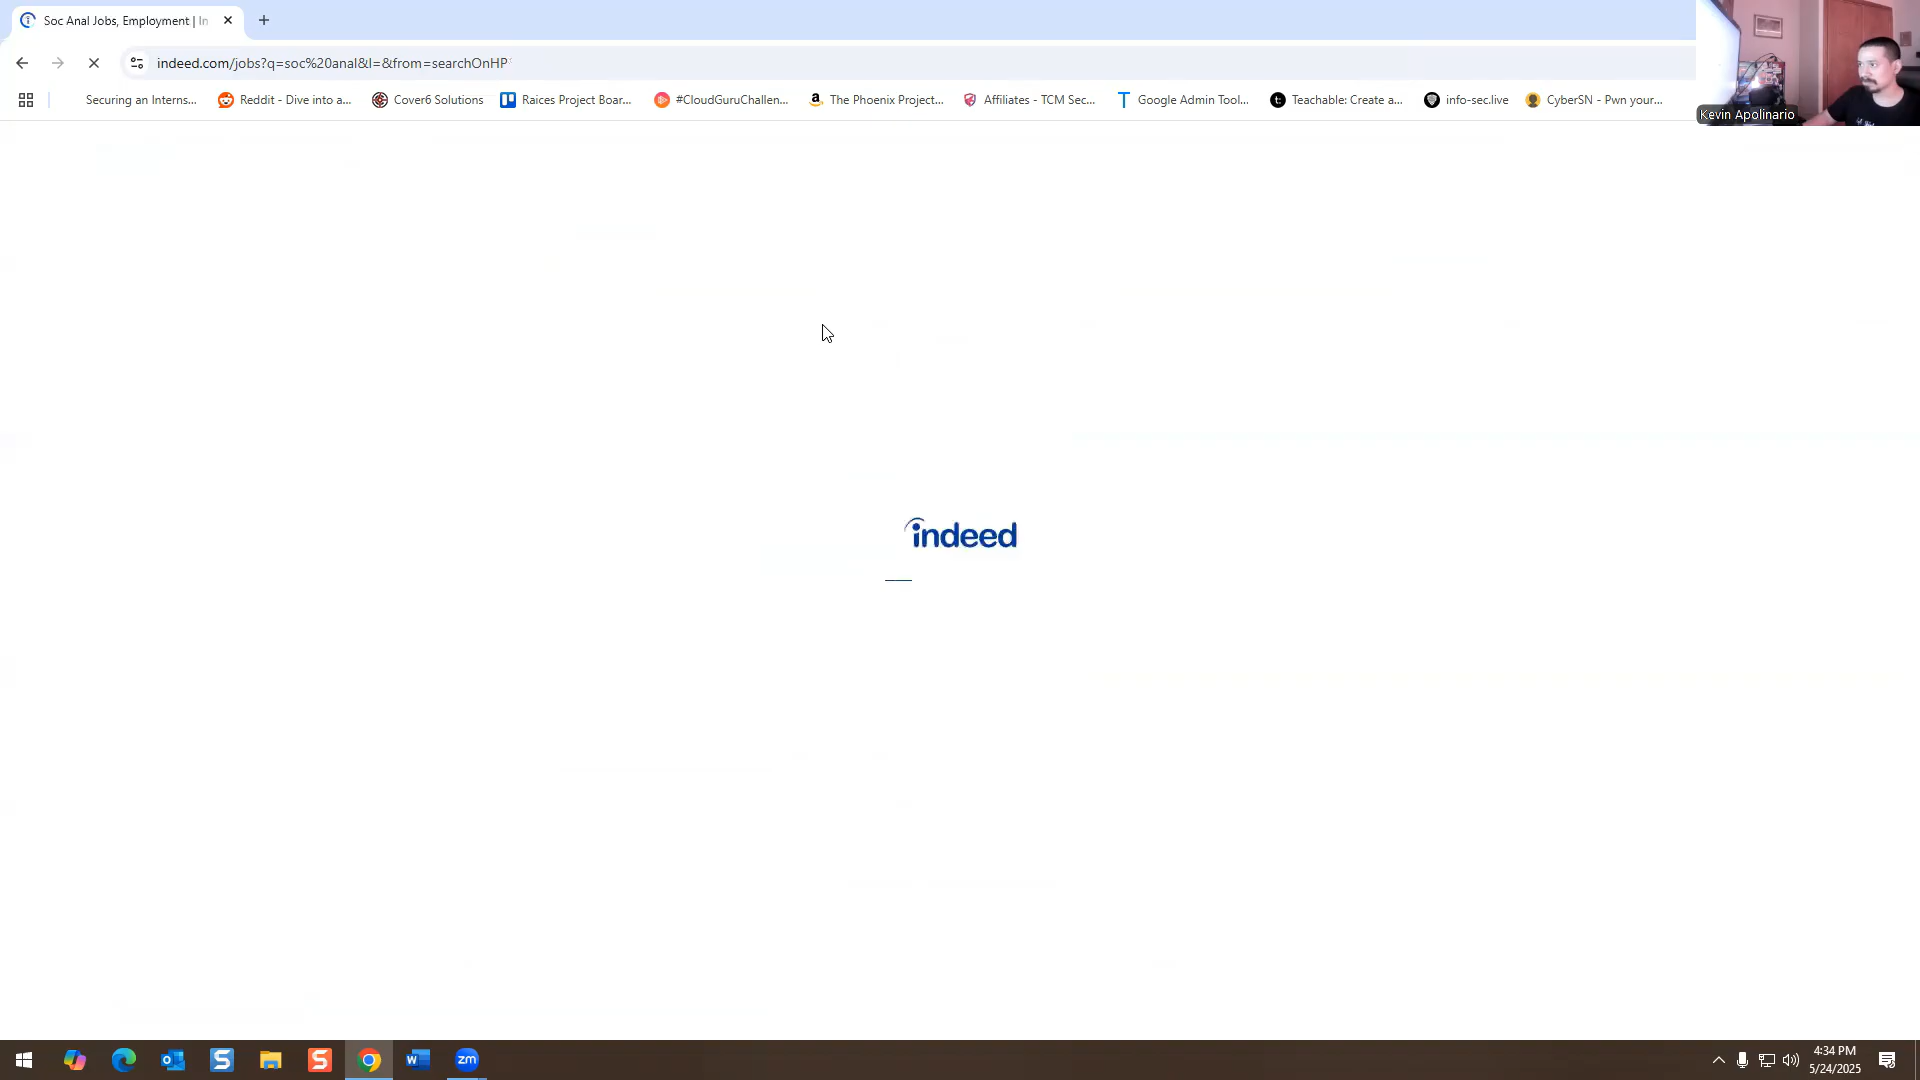 Soc Anal Jobs, Employment | In
indeed.com/jobs?q=soc%20anal&l=&from=searchOnHP
Securing an Interns...
Reddit - Dive into a...
Cover6 Solutions
Raices Project Boar...
#CloudGuruChallen...
The Phoenix Project...
Affiliates - TCM Sec...
Google Admin Tool...
Teachable: Create a...
info-sec.live
CyberSN - Pwn your...
Kevin Apolinario
indeed
zm
4:34 PM
5/24/2025